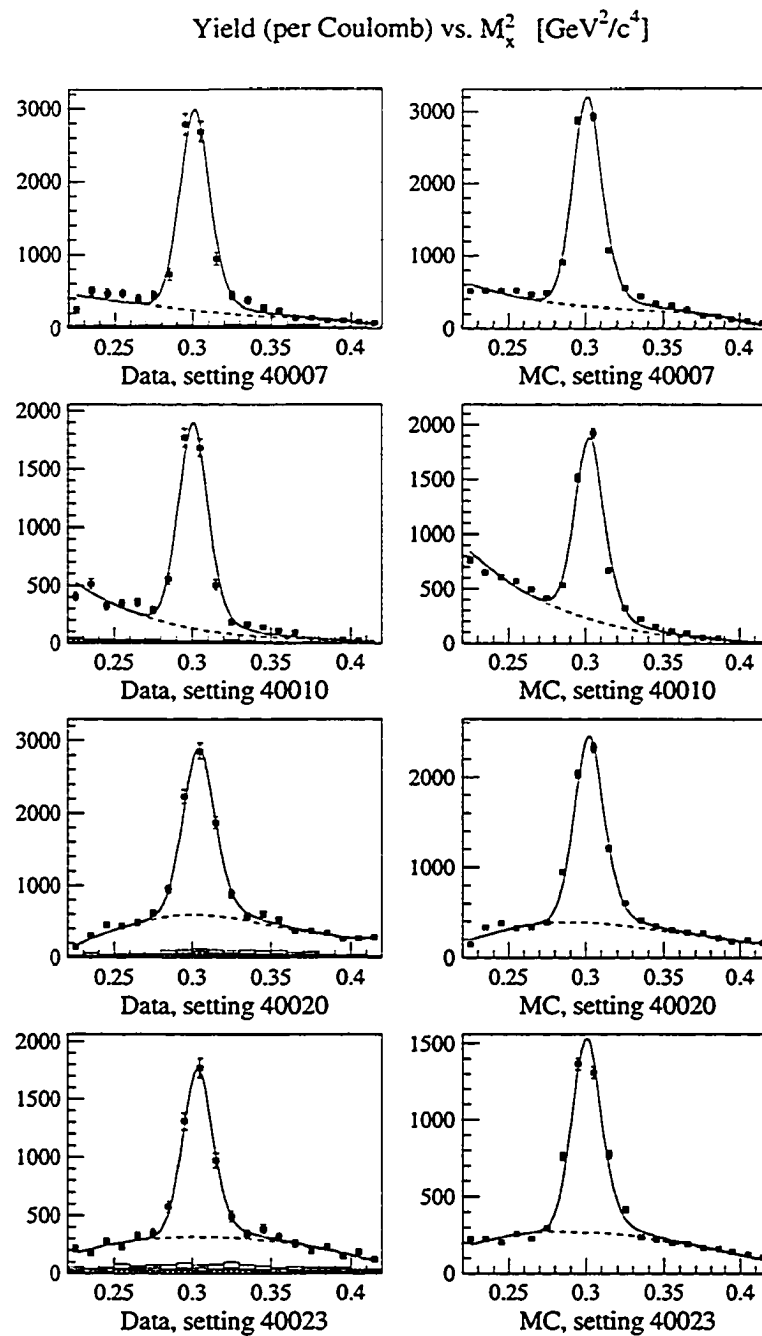 Yield (per Coulomb) vs. M_x^2 [GeV^2/c^4]
3000
2000
1000
0
0.25 0.3 0.35 0.4
Data, setting 40007
3000
2000
1000
0
0.25 0.3 0.35 0.4
MC, setting 40007
2000
1500
1000
500
0
0.25 0.3 0.35 0.4
Data, setting 40010
2000
1500
1000
500
0
0.25 0.3 0.35 0.4
MC, setting 40010
3000
2000
1000
0
0.25 0.3 0.35 0.4
Data, setting 40020
2000
1000
0
0.25 0.3 0.35 0.4
MC, setting 40020
2000
1500
1000
500
0
0.25 0.3 0.35 0.4
Data, setting 40023
1500
1000
500
0
0.25 0.3 0.35 0.4
MC, setting 40023